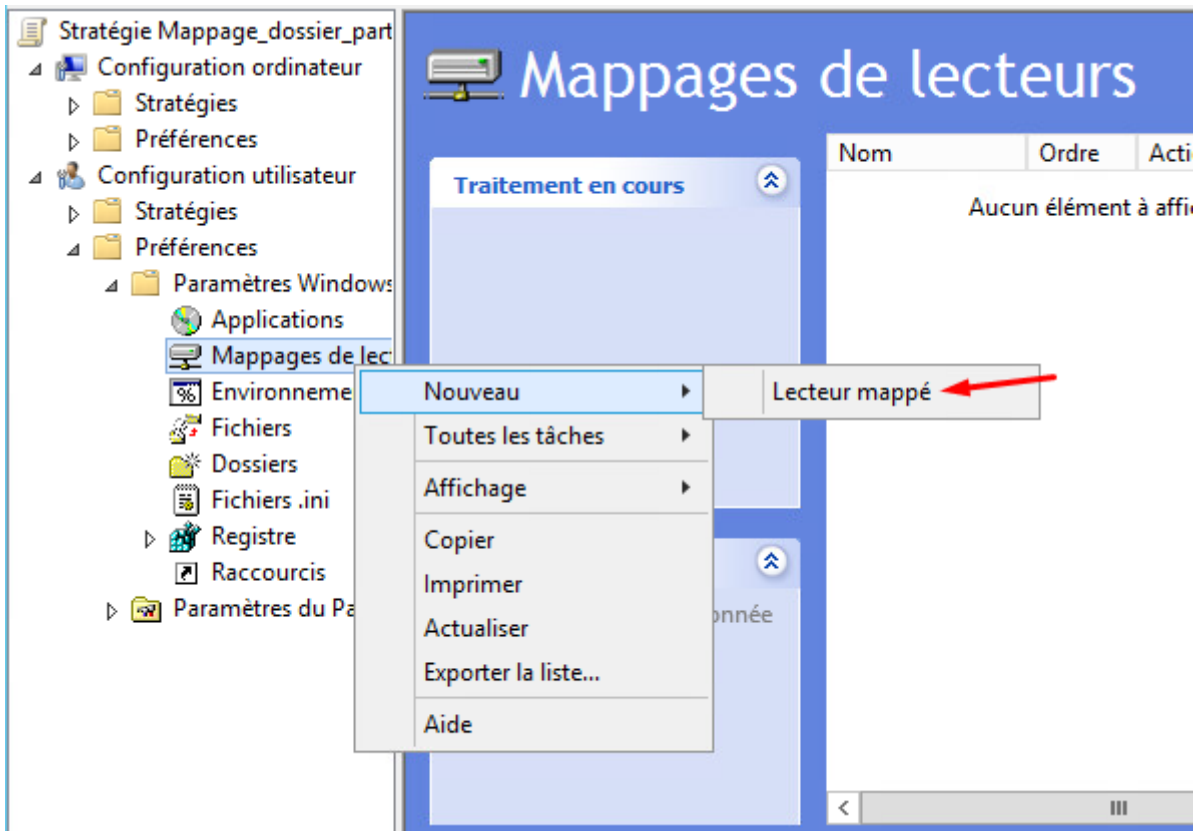 Stratégie Mappage_dossier_part
Configuration ordinateur
Stratégies
Préférences
Configuration utilisateur
Stratégies
Préférences
Paramètres Windows
Applications
Mappages de lec
Environneme
Fichiers
Dossiers
Fichiers .ini
Registre
Raccourcis
Paramètres du Pa
Mappages de lecteurs
Traitement en cours
Nom Ordre Acti
Aucun élément à affi
Nouveau
Lecteur mappé
Toutes les tâches
Affichage
Copier
Imprimer
Actualiser
Exporter la liste...
Aide
onnée